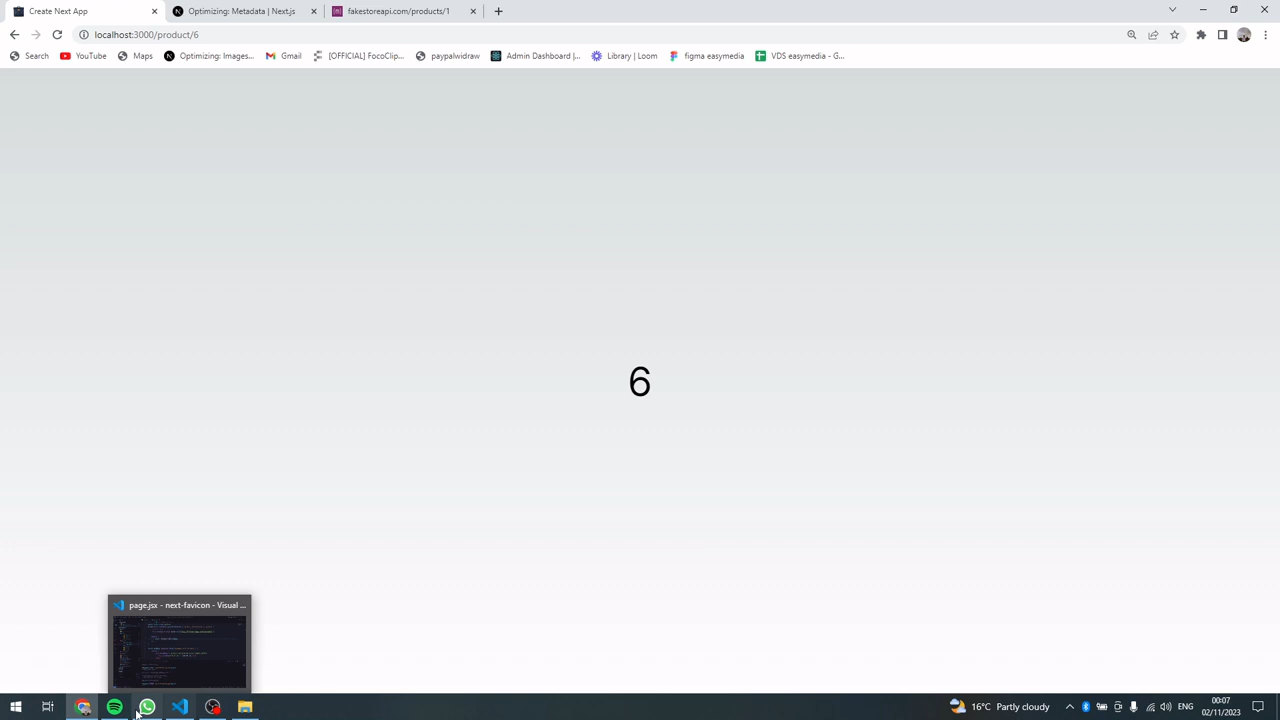 Create Next App
Optimizing: Metadata | Next.js
fakestoreapi.com/products/1
localhost:3000/product/6
Search
YouTube
Maps
Optimizing: Images...
Gmail
[OFFICIAL] FocoClip...
paypalwidraw
Admin Dashboard |...
Library | Loom
figma easymedia
VDS easymedia - G...
6
page.jsx - next-favicon - Visual ...
16°C Partly cloudy
ENG
00:07
02/11/2023